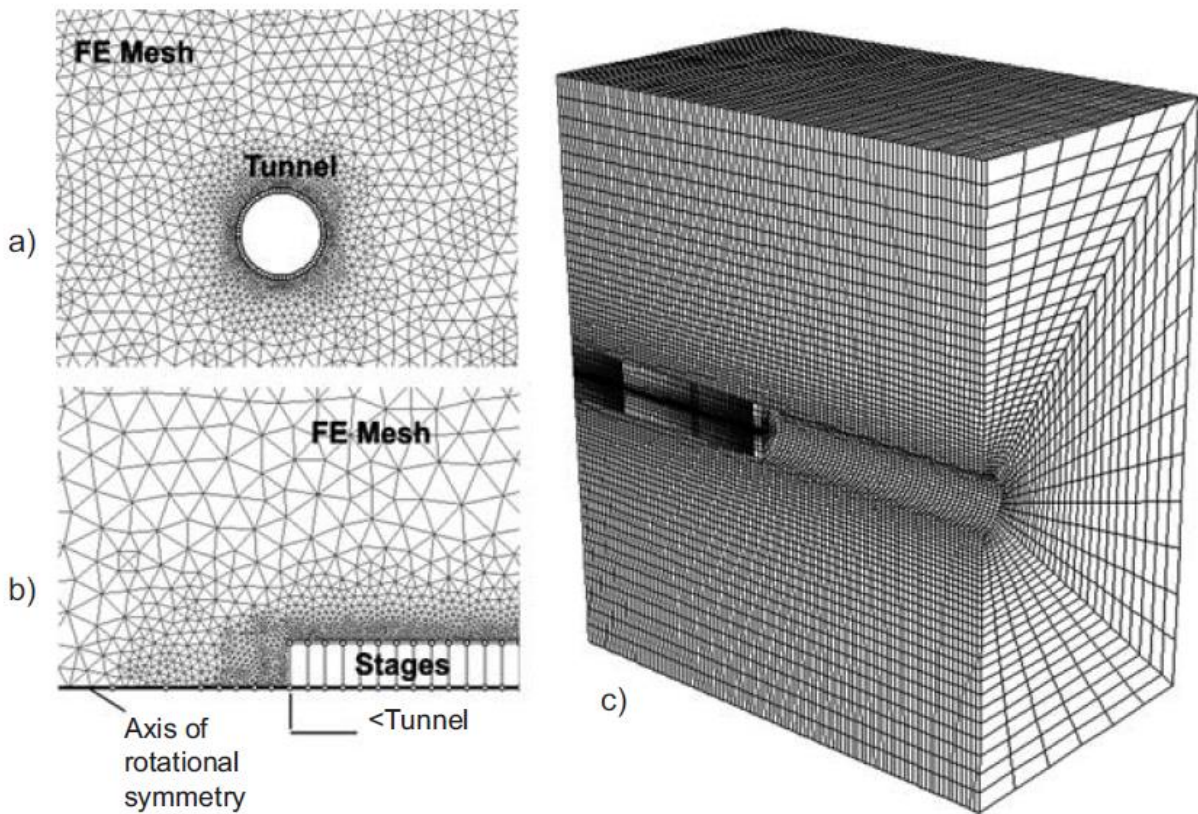 FE Mesh
Tunnel
a)
FE Mesh
b)
Stages
<Tunnel
Axis of
rotational
symmetry
c)